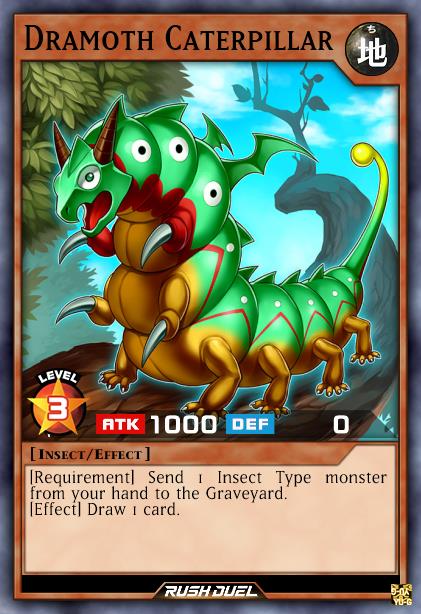 DRAMOTH CATERPILLAR
ち
地
LEVEL
3
ATK 1000 DEF 0
[INSECT/EFFECT]
[Requirement] Send 1 Insect Type monster
from your hand to the Graveyard.
[Effect] Draw 1 card.
RUSH DUEL